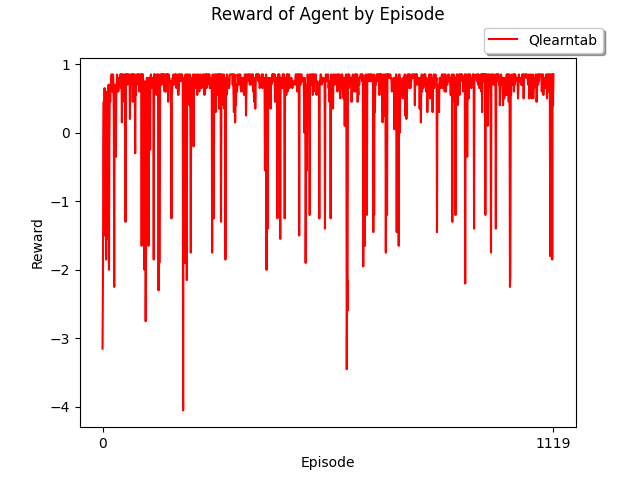 Reward of Agent by Episode
Qlearntab
1
0
−1
−2
−3
−4
Reward
0
1119
Episode